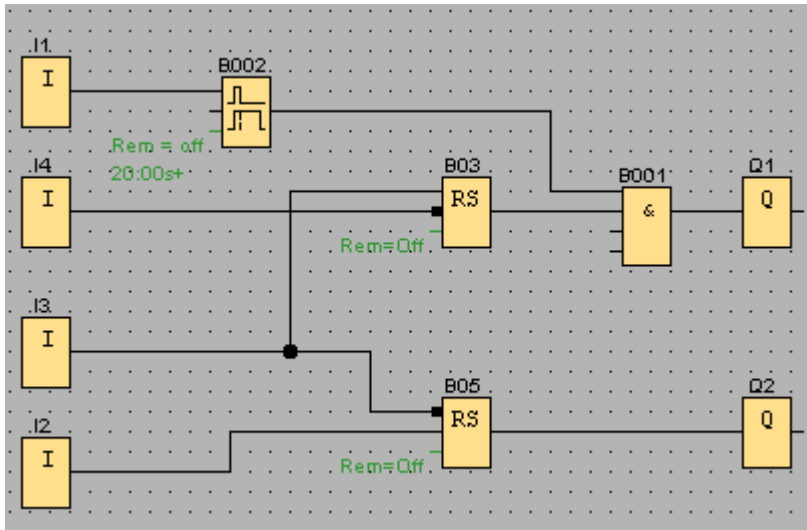 I1
I
B002
Rem = off
20:00s+
I4
I
B03
RS
Rem=Off
B001
&
Q1
Q
I3
I
B05
RS
Rem=Off
Q2
Q
I2
I